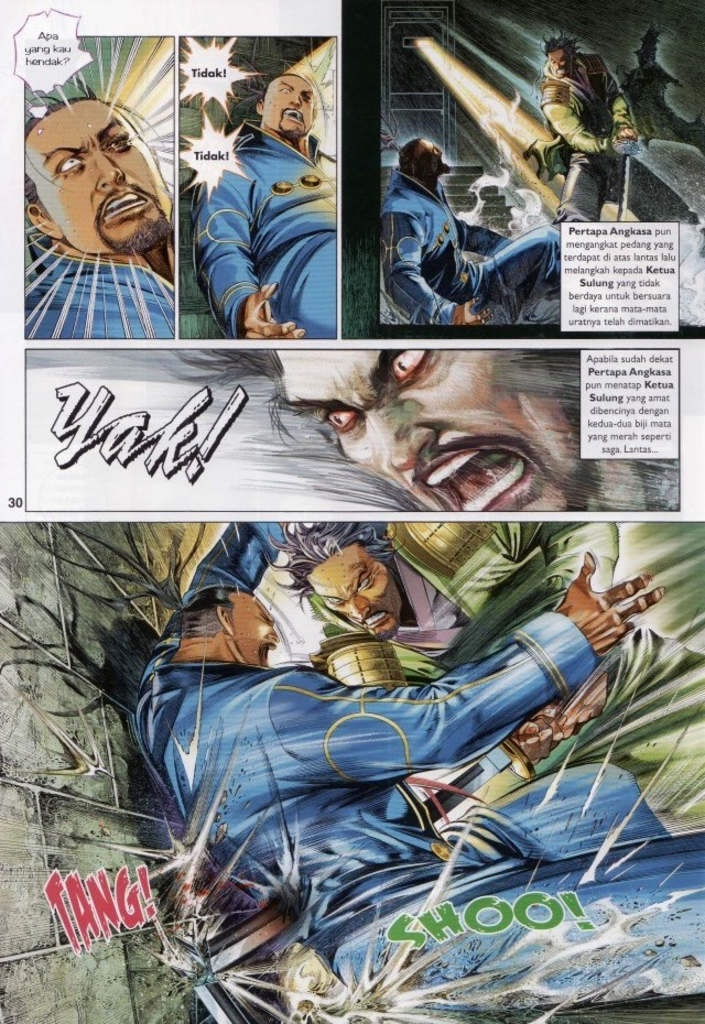 Apa
yang kau
hendak?
Tidak!
Tidak!
Pertapa Angkasa pun
mengangkat pedang yang
terdapat di atas lantas lalu
melangkah kepada Ketua
Sulung yang tidak
berdaya untuk bersuara
lagi kerana mata-mata
uratnya telah dimatikan.
Yak!
Apabila sudah dekat
Pertapa Angkasa
pun menatap Ketua
Sulung yang amat
dibencinya dengan
kedua-dua biji mata
yang merah seperti
saga. Lantas...
30
TANG!
SHOO!